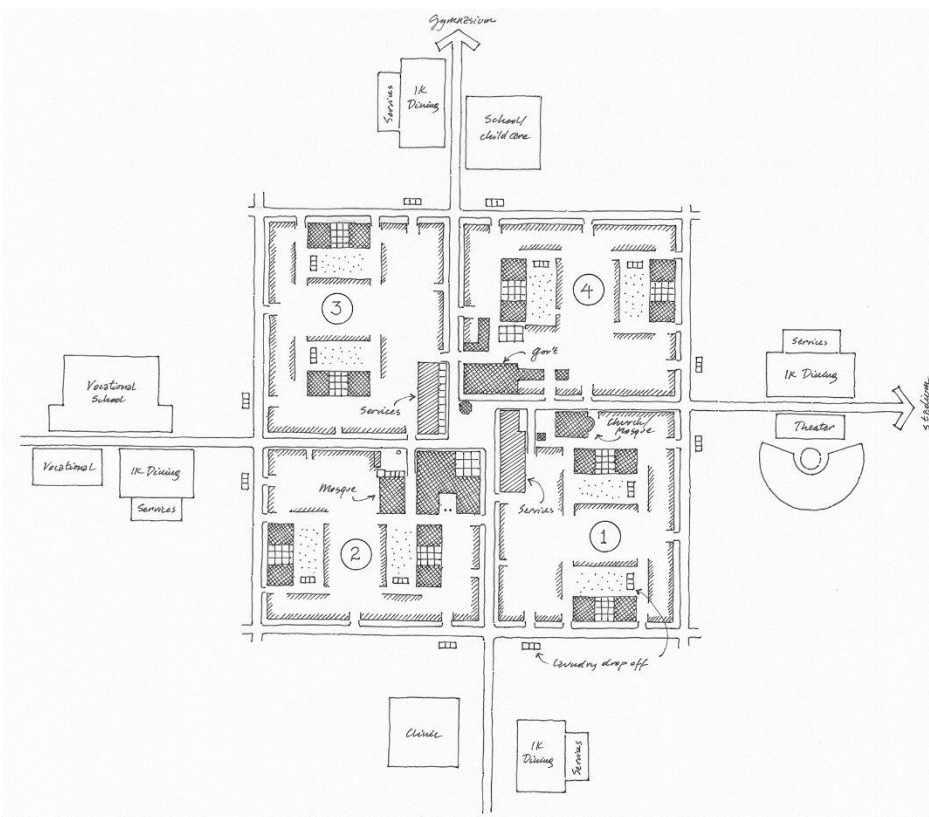 Gymnasium
Services
1K
Dining
School/
child care
3
4
gov't
Services
Vocational
School
Services
1K Dining
stadium
Theater
Church
Mosque
Vocational
1K Dining
Services
Mosque
Services
2
1
Laundry drop off
Clinic
1K
Dining
Services